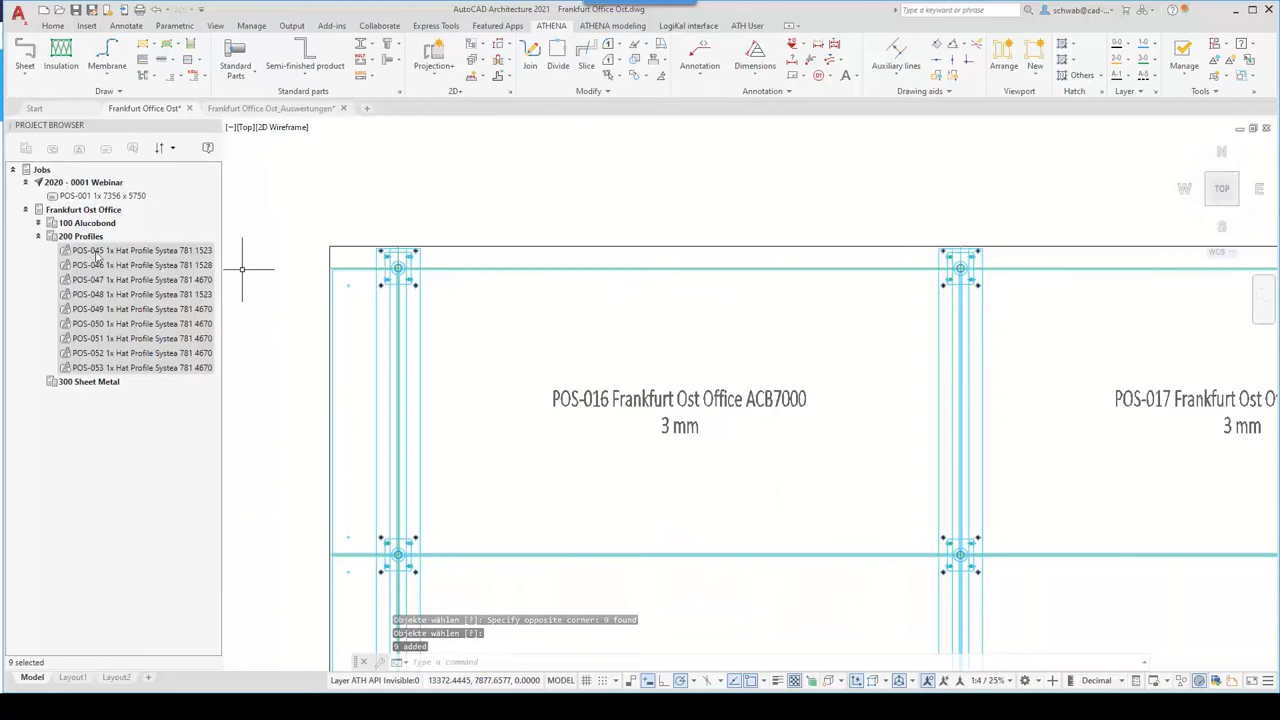 AutoCAD Architecture 2021 Frankfurt Office Ost.dwg
Type a keyword or phrase
schwab@cad-...
Home Insert Annotate Parametric View Manage Output Add-ins Collaborate Express Tools Featured Apps ATHENA ATHENA modeling LogiKal interface ATH User
Sheet Insulation Membrane Standard Parts Semi-finished product Projection+ Join Divide Slice Annotation Dimensions Auxiliary lines Arrange New Others Manage
Draw Standard parts 2D+ Modify Annotation Drawing aids Viewport Hatch Layer Tools
Start Frankfurt Office Ost* Frankfurt Office Ost_Auswertungen*
PROJECT BROWSER
[−][Top][2D Wireframe]
Jobs
2020 - 0001 Webinar
POS-001 1x 7356 x 5750
Frankfurt Ost Office
100 Alucobond
200 Profiles
POS-045 1x Hat Profile Systea 781 1523
POS-046 1x Hat Profile Systea 781 1528
POS-047 1x Hat Profile Systea 781 4670
POS-048 1x Hat Profile Systea 781 1523
POS-049 1x Hat Profile Systea 781 4670
POS-050 1x Hat Profile Systea 781 4670
POS-051 1x Hat Profile Systea 781 4670
POS-052 1x Hat Profile Systea 781 4670
POS-053 1x Hat Profile Systea 781 4670
300 Sheet Metal
N
W TOP E
S
WCS
POS-016 Frankfurt Ost Office ACB7000
3 mm
POS-017 Frankfurt Ost O
3 mm
Objekte wählen [?]: Specify opposite corner: 9 found
Objekte wählen [?]:
9 added
Type a command
9 selected
Model Layout1 Layout2
Layer ATH API Invisible:0 13372.4445, 7877.6577, 0.0000 MODEL 1:4 / 25% Decimal